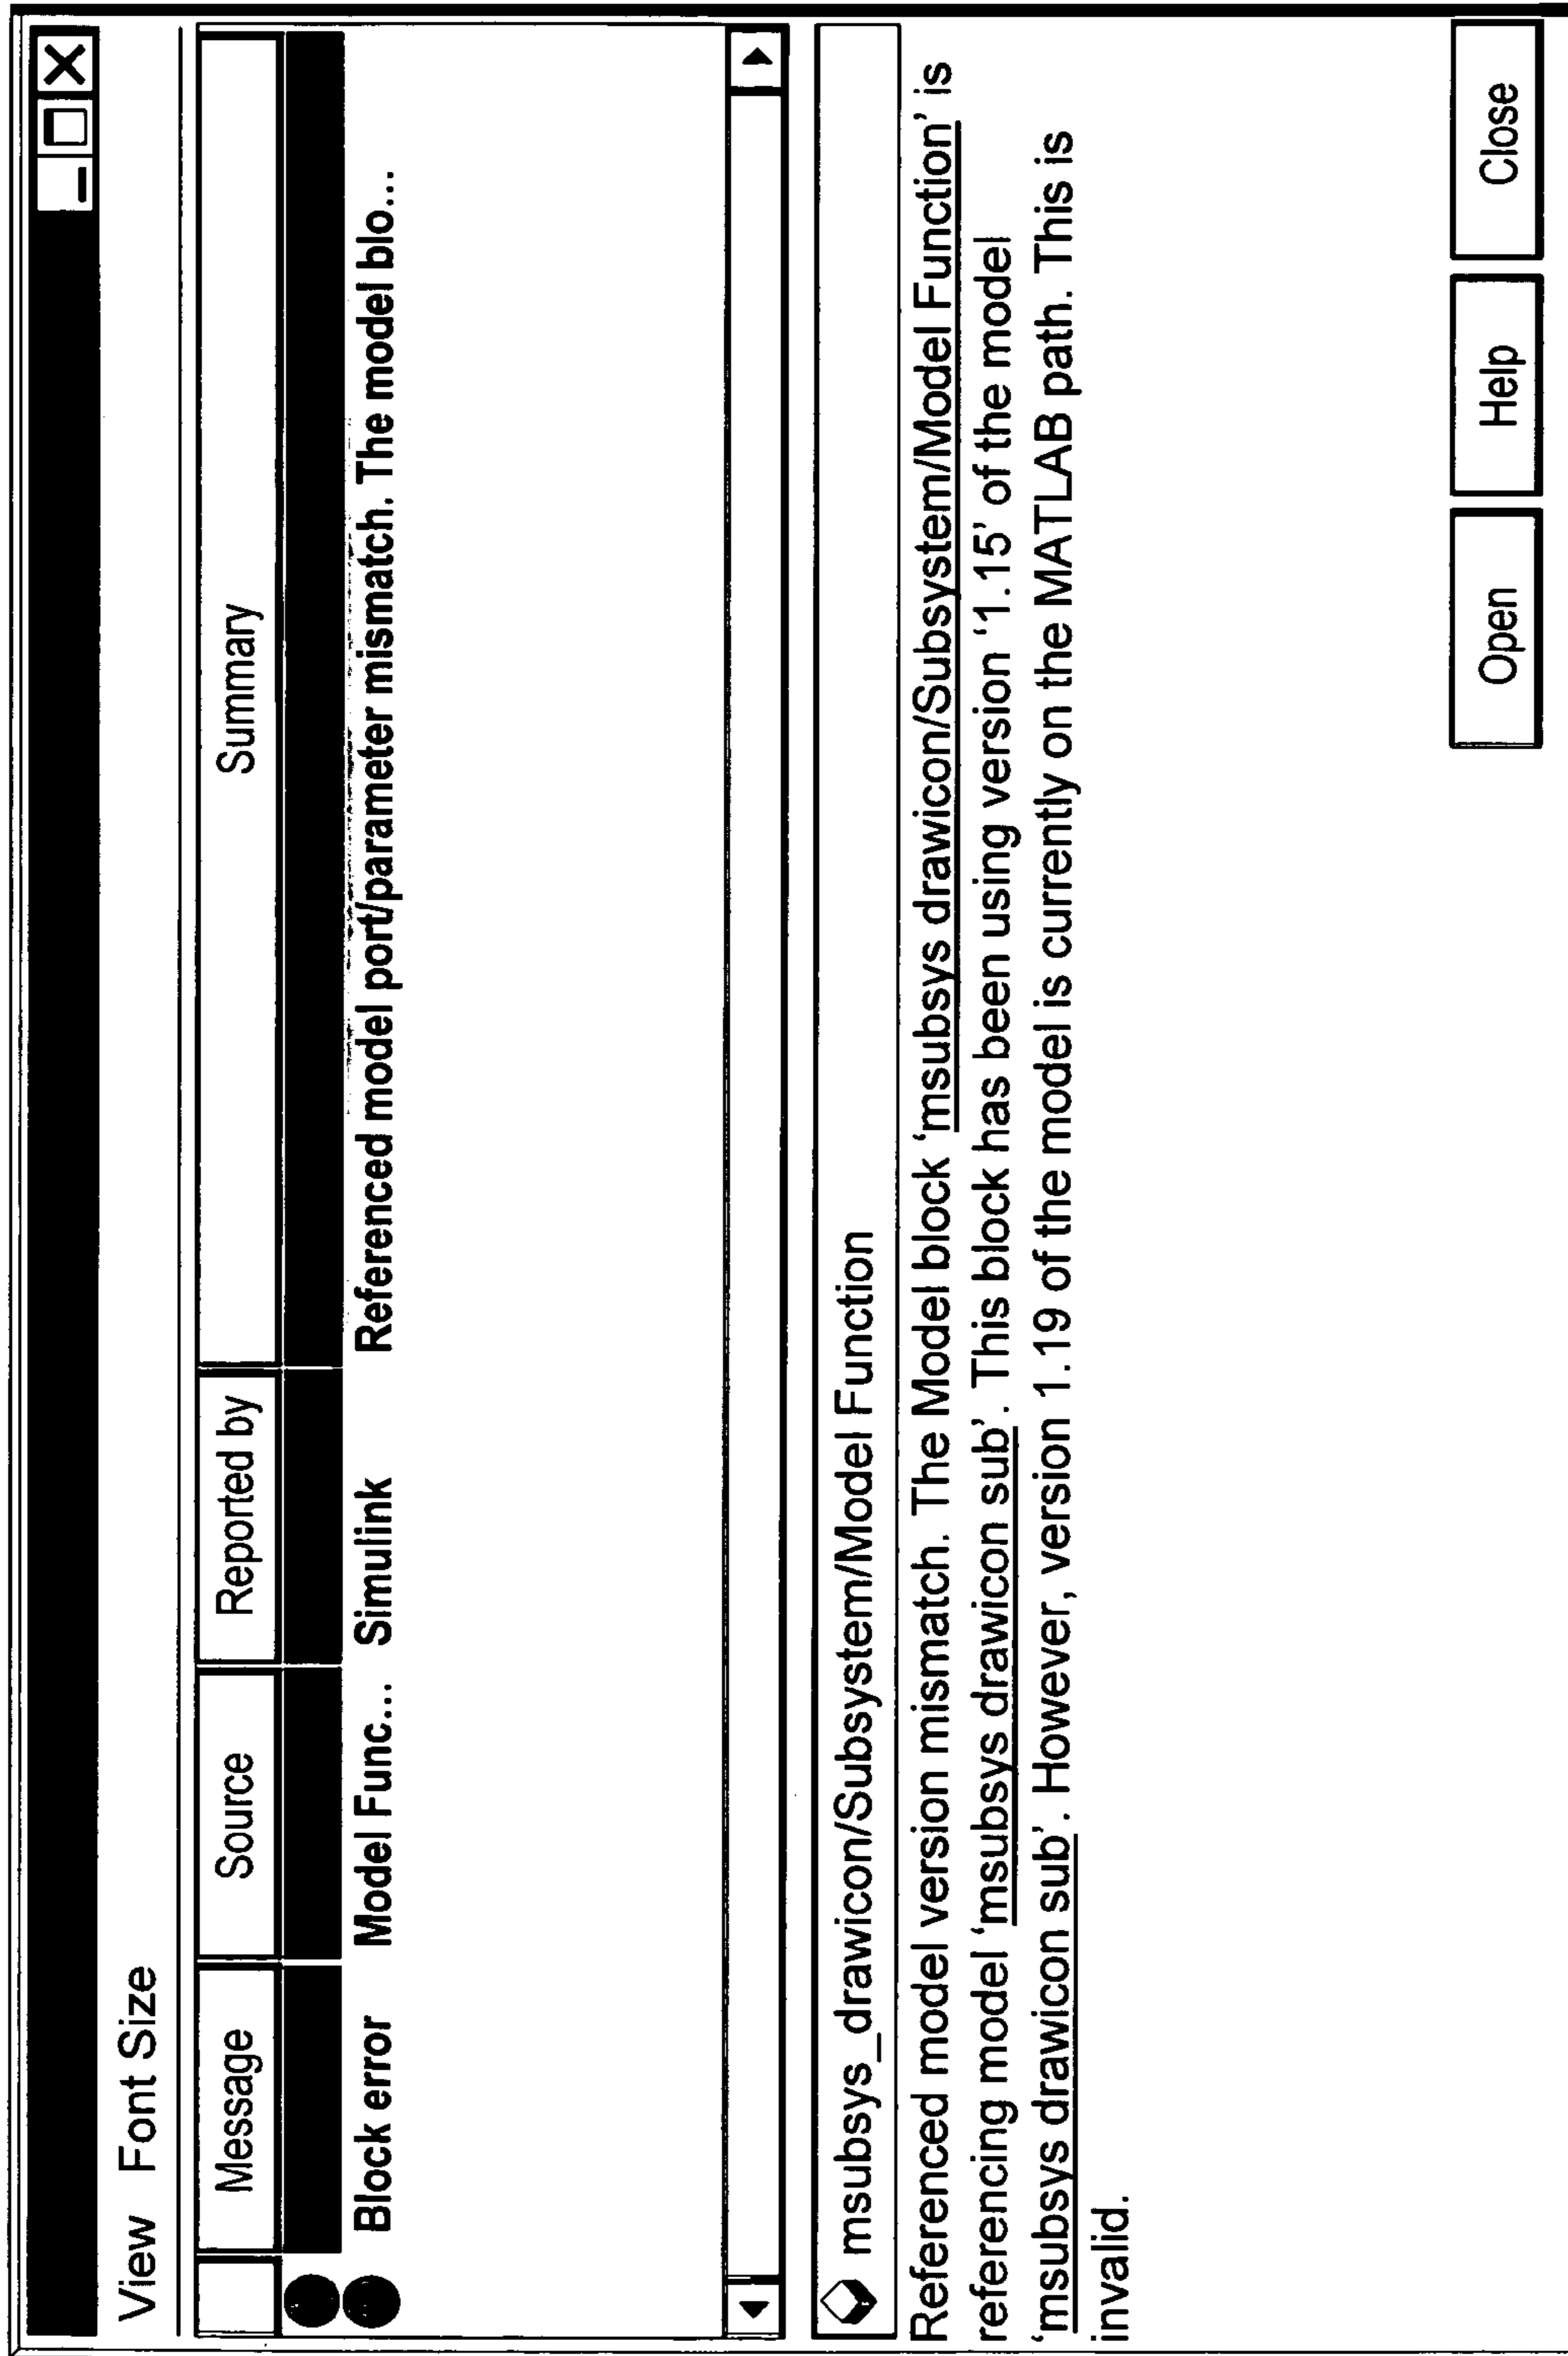 View Font Size
Message Source Reported by Summary
Block error Model Func... Simulink Referenced model port/parameter mismatch. The model blo...
msubsys_drawicon/Subsystem/Model Function
Referenced model version mismatch. The Model block ‘msubsys drawicon/Subsystem/Model Function’ is
referencing model ‘msubsys drawicon sub’. This block has been using version ‘1.15’ of the model
‘msubsys drawicon sub’. However, version 1.19 of the model is currently on the MATLAB path. This is
invalid.
Open Help Close